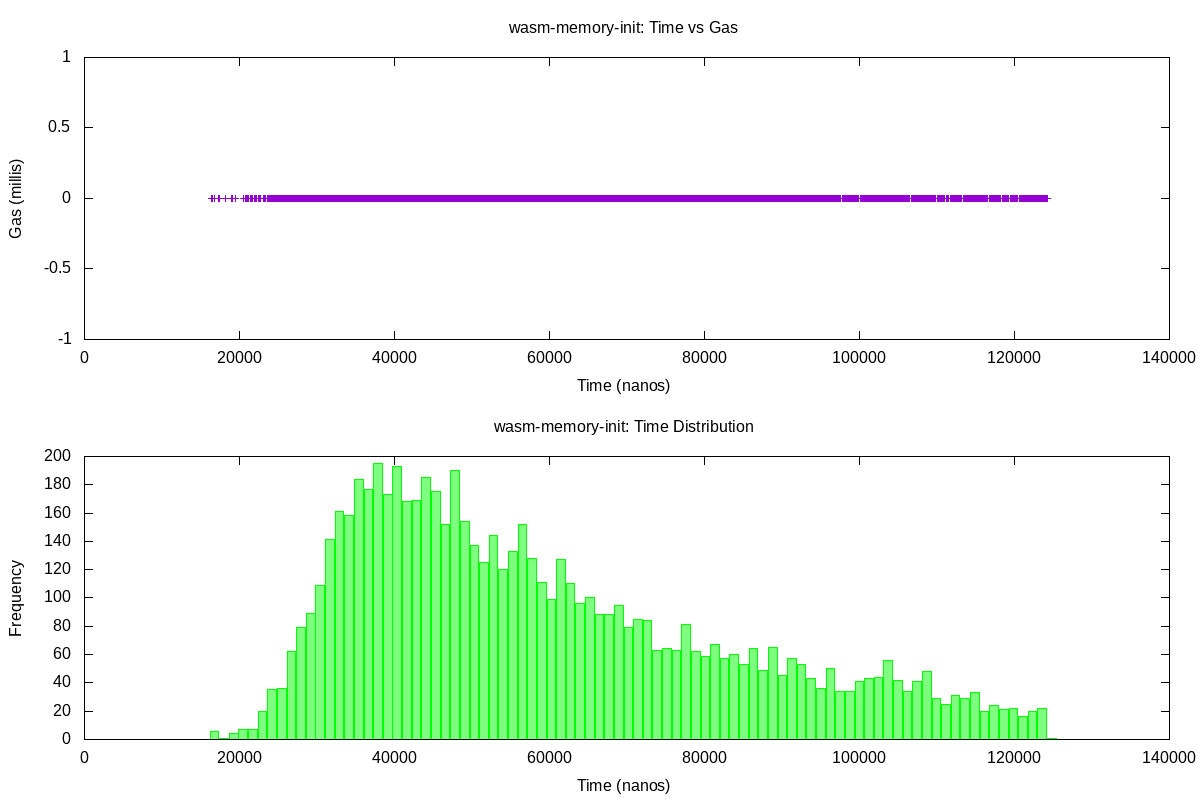 wasm-memory-init: Time vs Gas
1
0.5
0
-0.5
-1
Gas (millis)
0 20000 40000 60000 80000 100000 120000 140000
Time (nanos)
wasm-memory-init: Time Distribution
200
180
160
140
120
100
80
60
40
20
0
Frequency
0 20000 40000 60000 80000 100000 120000 140000
Time (nanos)